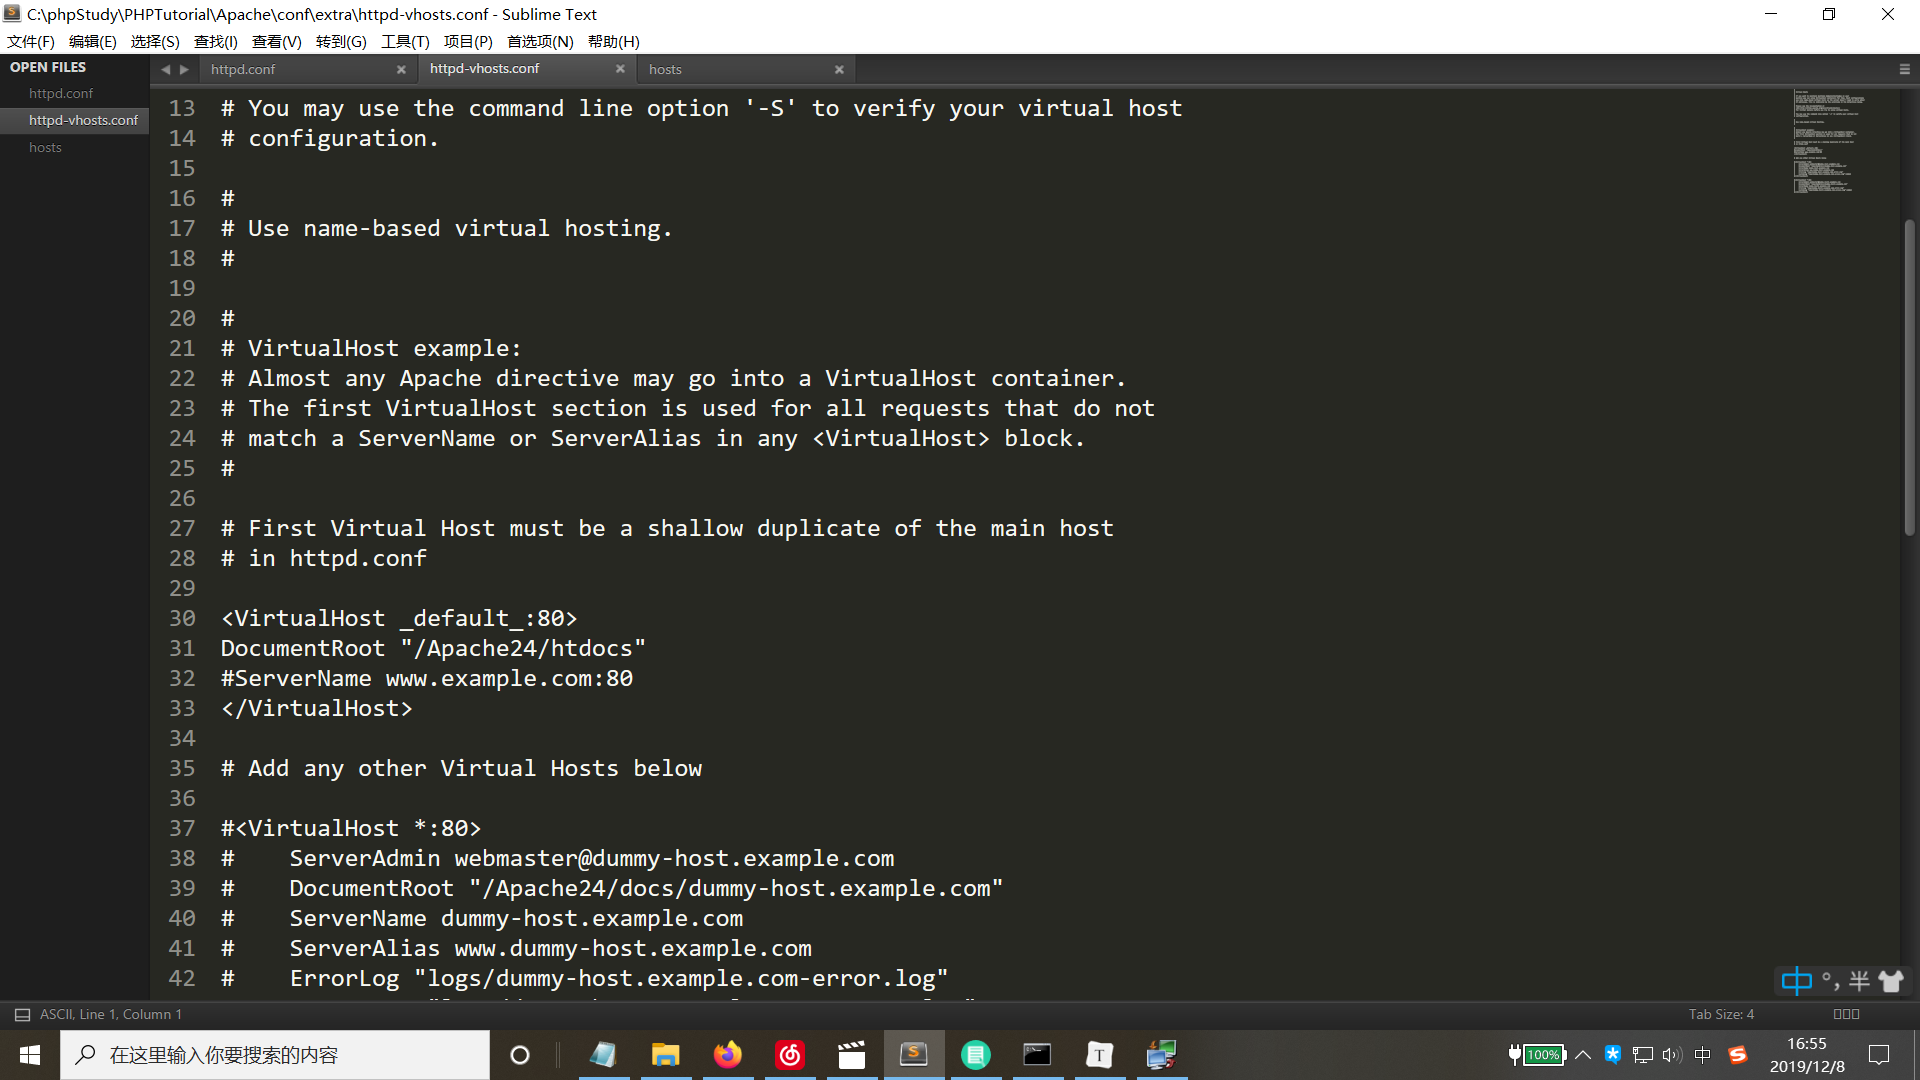 C:\phpStudy\PHPTutorial\Apache\conf\extra\httpd-vhosts.conf - Sublime Text
文件(F) 编辑(E) 选择(S) 查找(I) 查看(V) 转到(G) 工具(T) 项目(P) 首选项(N) 帮助(H)
OPEN FILES
httpd.conf
httpd-vhosts.conf
hosts
httpd.conf
httpd-vhosts.conf
hosts
13 # You may use the command line option '-S' to verify your virtual host
14 # configuration.
15
16 #
17 # Use name-based virtual hosting.
18 #
19
20 #
21 # VirtualHost example:
22 # Almost any Apache directive may go into a VirtualHost container.
23 # The first VirtualHost section is used for all requests that do not
24 # match a ServerName or ServerAlias in any <VirtualHost> block.
25 #
26
27 # First Virtual Host must be a shallow duplicate of the main host
28 # in httpd.conf
29
30 <VirtualHost _default_:80>
31 DocumentRoot "/Apache24/htdocs"
32 #ServerName www.example.com:80
33 </VirtualHost>
34
35 # Add any other Virtual Hosts below
36
37 #<VirtualHost *:80>
38 #    ServerAdmin webmaster@dummy-host.example.com
39 #    DocumentRoot "/Apache24/docs/dummy-host.example.com"
40 #    ServerName dummy-host.example.com
41 #    ServerAlias www.dummy-host.example.com
42 #    ErrorLog "logs/dummy-host.example.com-error.log"
中 °, 半
ASCII, Line 1, Column 1
Tab Size: 4
在这里输入你要搜索的内容
100%
中
16:55
2019/12/8